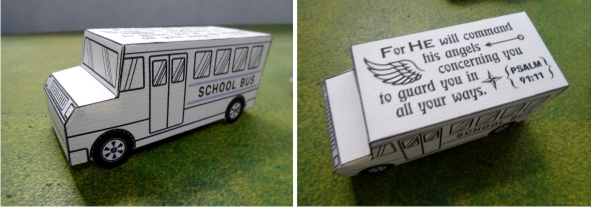 SCHOOL BUS
For HE will command
his angels
concerning you
to guard you in
all your ways.
{PSALM
91:11}
SCHOOL BUS